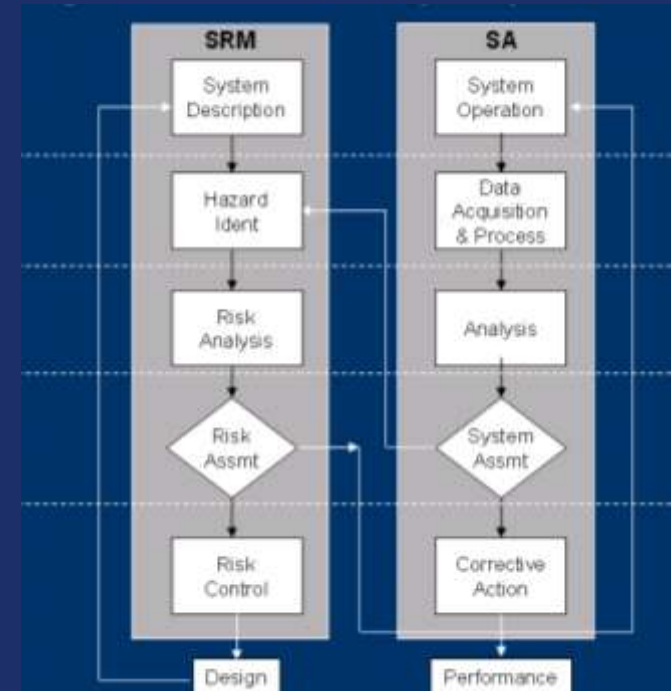 SRM
System
Description
Hazard
Ident
Risk
Analysis
Risk
Assmt
Risk
Control
Design
SA
System
Operation
Data
Acquisition
& Process
Analysis
System
Assmt
Corrective
Action
Performance